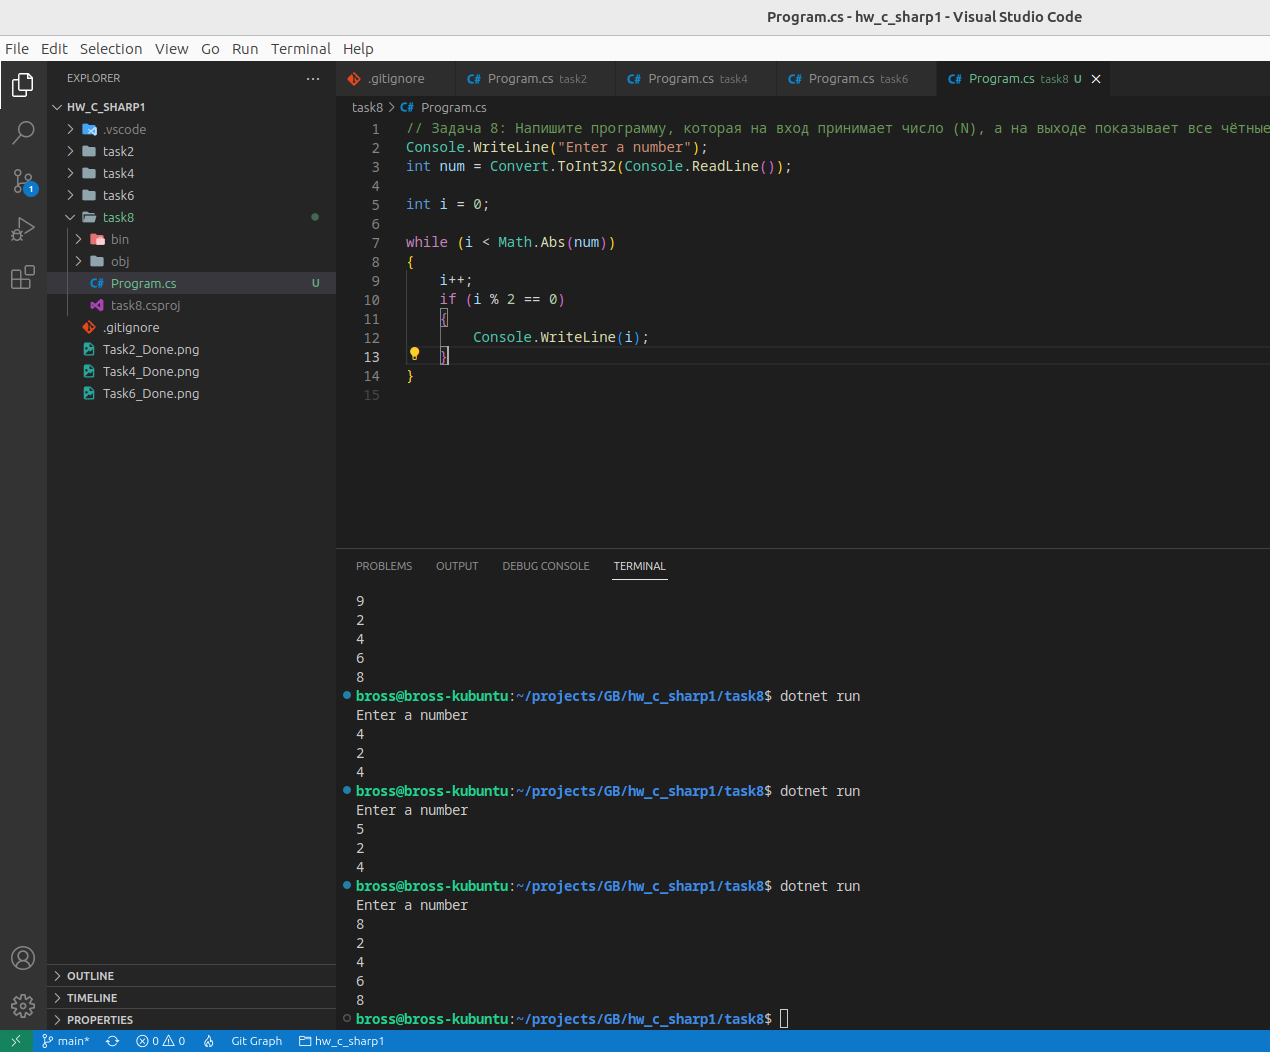 Program.cs - hw_c_sharp1 - Visual Studio Code
File Edit Selection View Go Run Terminal Help
EXPLORER ...
HW_C_SHARP1
.vscode
task2
task4
task6
task8
bin
obj
C# Program.cs U
task8.csproj
.gitignore
Task2_Done.png
Task4_Done.png
Task6_Done.png
OUTLINE
TIMELINE
PROPERTIES
1
.gitignore C# Program.cs task2 C# Program.cs task4 C# Program.cs task6 C# Program.cs task8 U
task8 > C# Program.cs
1 // Задача 8: Напишите программу, которая на вход принимает число (N), а на выходе показывает все чётные
2 Console.WriteLine("Enter a number");
3 int num = Convert.ToInt32(Console.ReadLine());
4
5 int i = 0;
6
7 while (i < Math.Abs(num))
8 {
9 i++;
10 if (i % 2 == 0)
11 {
12 Console.WriteLine(i);
13 }
14 }
15
PROBLEMS OUTPUT DEBUG CONSOLE TERMINAL
9
2
4
6
8
bross@bross-kubuntu:~/projects/GB/hw_c_sharp1/task8$ dotnet run
Enter a number
4
2
4
bross@bross-kubuntu:~/projects/GB/hw_c_sharp1/task8$ dotnet run
Enter a number
5
2
4
bross@bross-kubuntu:~/projects/GB/hw_c_sharp1/task8$ dotnet run
Enter a number
8
2
4
6
8
bross@bross-kubuntu:~/projects/GB/hw_c_sharp1/task8$
main* 0 0 Git Graph hw_c_sharp1